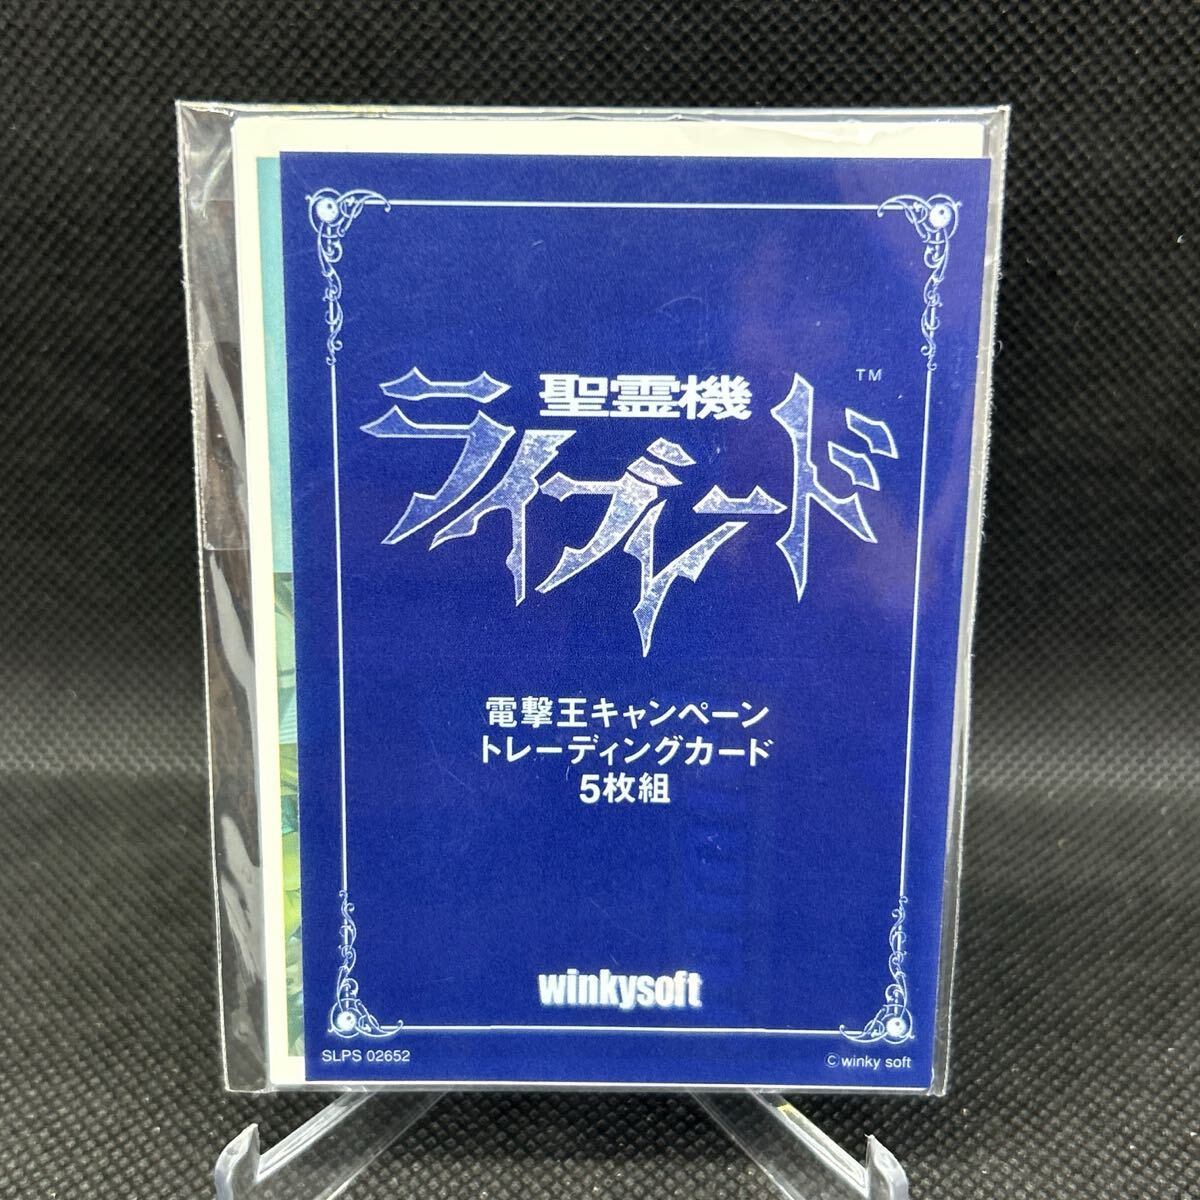 聖霊機
ライブレード
TM
電撃王キャンペーン
トレーディングカード
5枚組
winkysoft
SLPS 02652
©winky soft